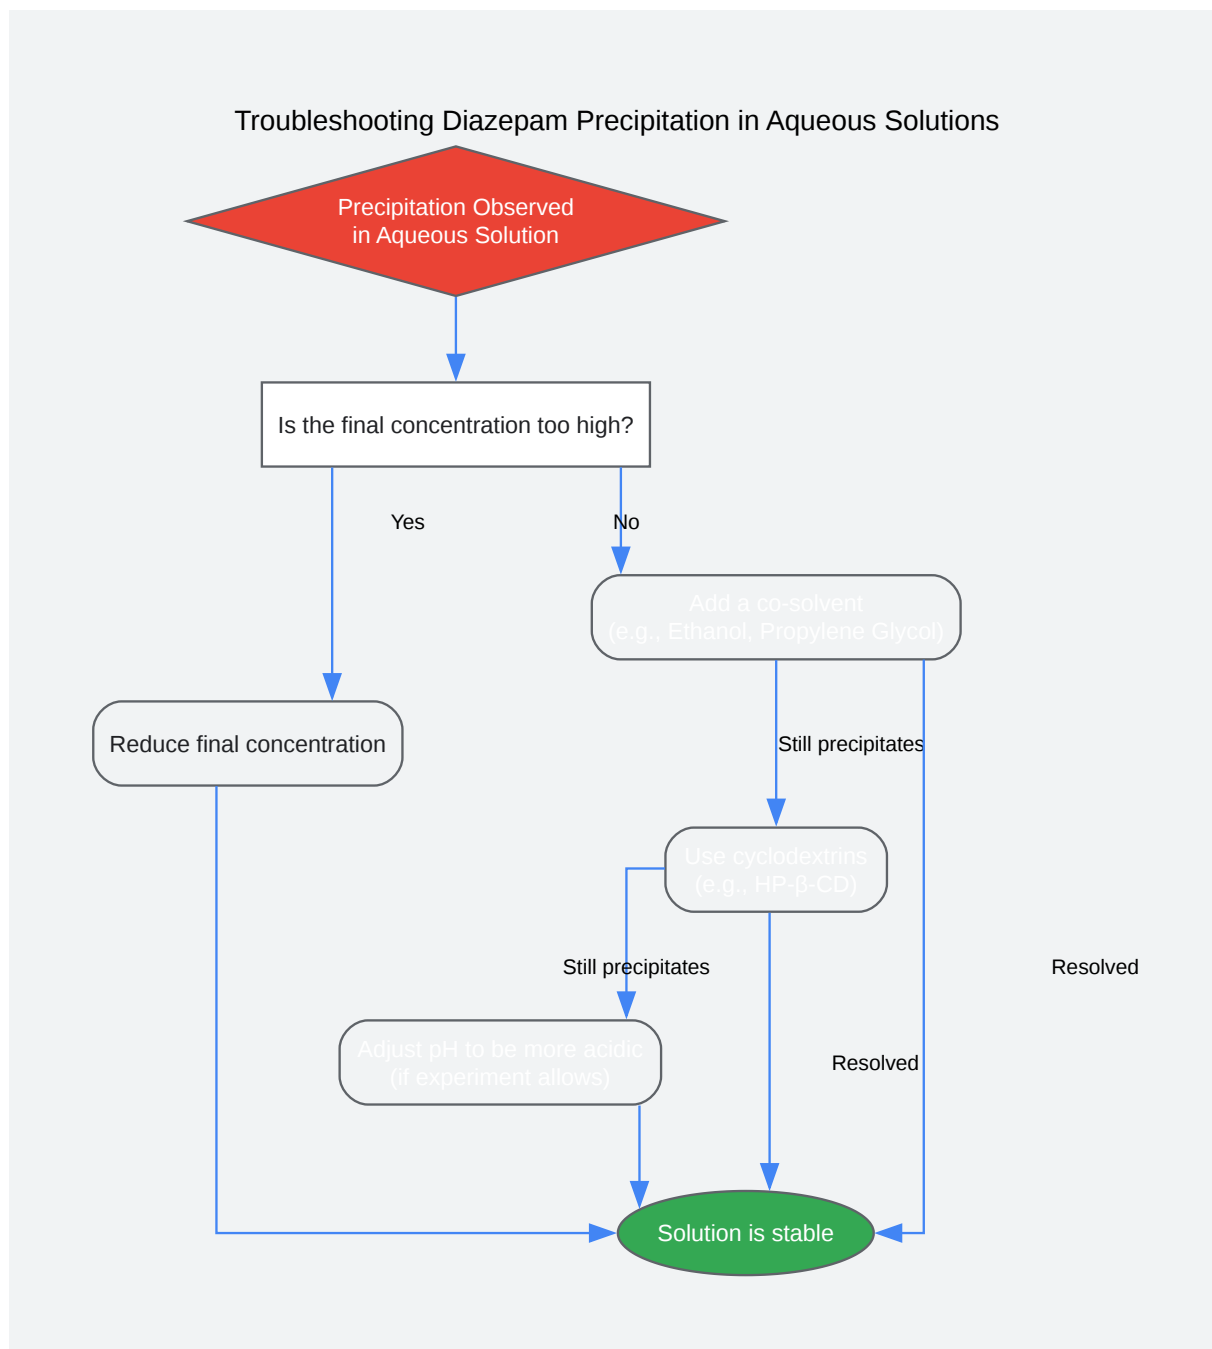 Troubleshooting Diazepam Precipitation in Aqueous Solutions
Precipitation Observed
in Aqueous Solution
Is the final concentration too high?
Yes
No
Add a co-solvent
(e.g., Ethanol, Propylene Glycol)
Reduce final concentration
Still precipitates
Use cyclodextrins
(e.g., HP-β-CD)
Still precipitates
Resolved
Adjust pH to be more acidic
(if experiment allows)
Resolved
Solution is stable